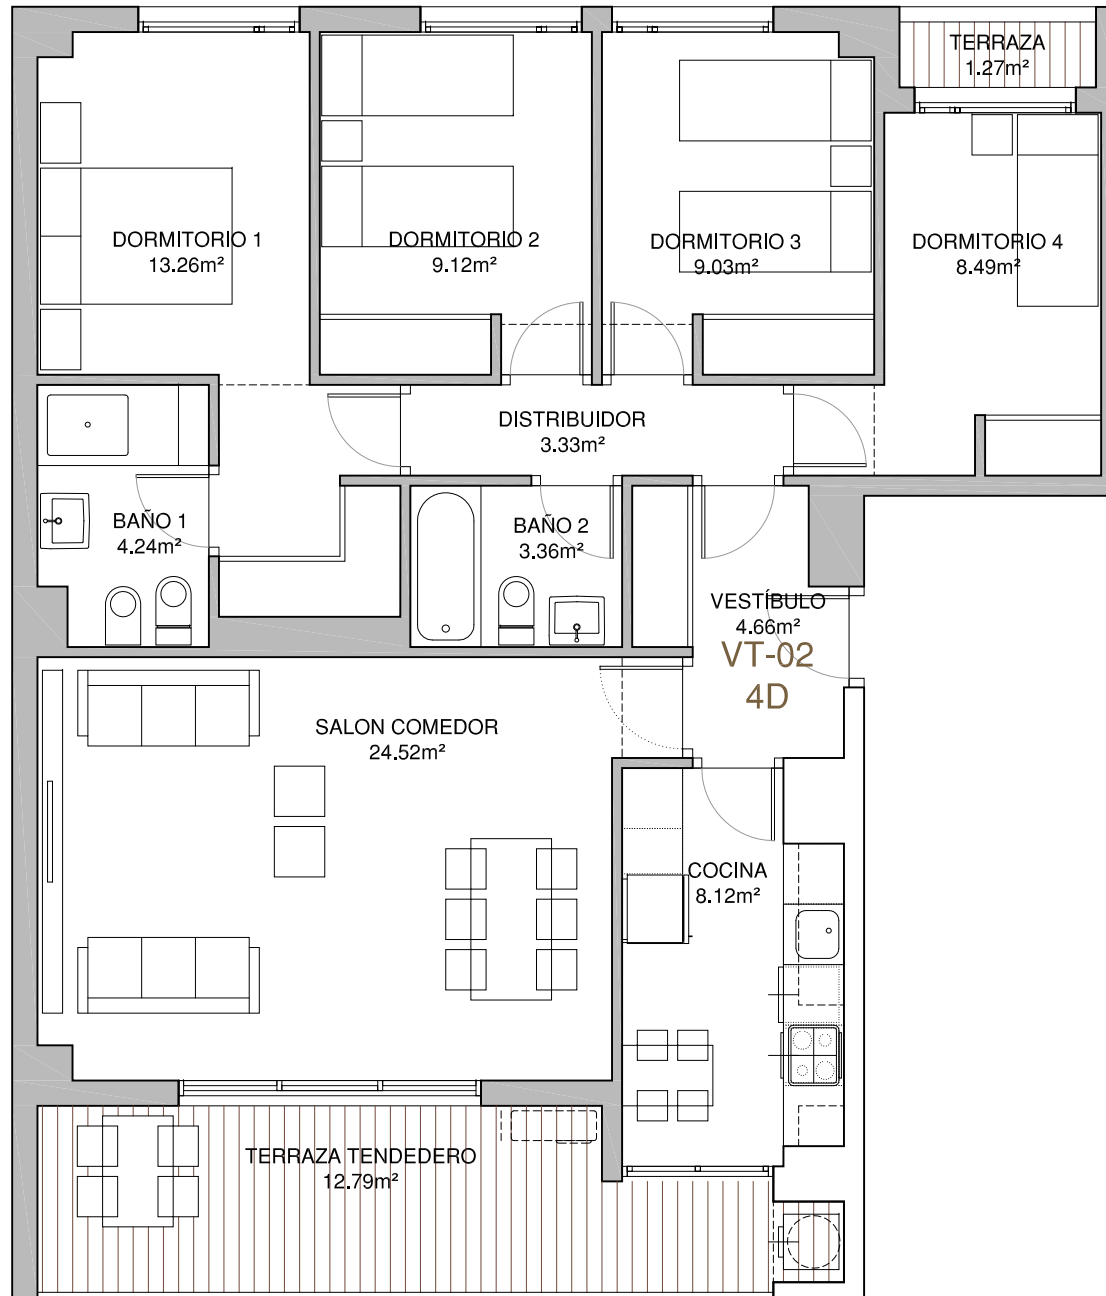 TERRAZA
1.27m²
DORMITORIO 1
13.26m²
DORMITORIO 2
9.12m²
DORMITORIO 3
9.03m²
DORMITORIO 4
8.49m²
DISTRIBUIDOR
3.33m²
BAÑO 1
4.24m²
BAÑO 2
3.36m²
VESTÍBULO
4.66m²
VT-02
4D
SALON COMEDOR
24.52m²
COCINA
8.12m²
TERRAZA TENDEDERO
12.79m²